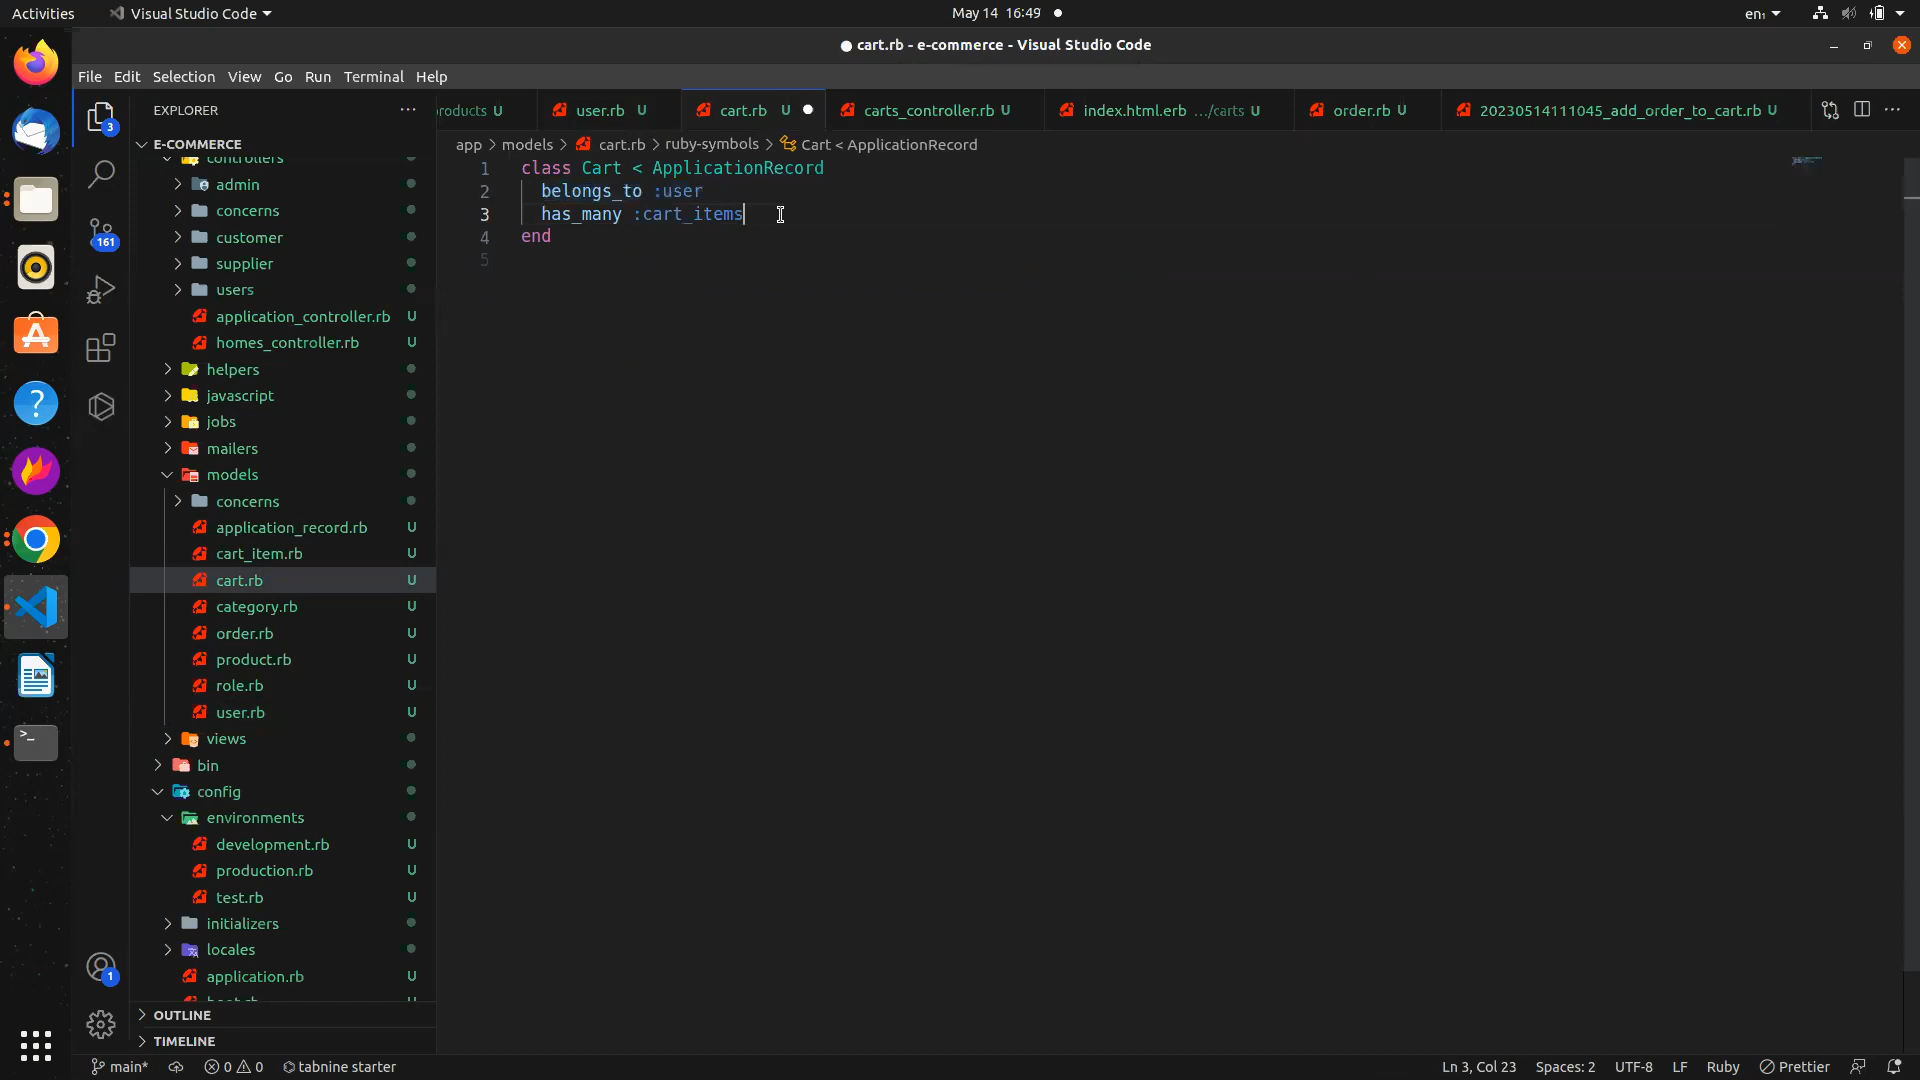 Activities
Visual Studio Code
May 14 16:49
en₁
cart.rb - e-commerce - Visual Studio Code
File Edit Selection View Go Run Terminal Help
EXPLORER
roducts U
user.rb U
cart.rb U
carts_controller.rb U
index.html.erb .../carts U
order.rb U
20230514111045_add_order_to_cart.rb U
app > models > cart.rb > ruby-symbols > Cart < ApplicationRecord
E-COMMERCE
controllers
admin
concerns
customer
supplier
users
application_controller.rb U
homes_controller.rb U
helpers
javascript
jobs
mailers
models
concerns
application_record.rb U
cart_item.rb U
cart.rb U
category.rb U
order.rb U
product.rb U
role.rb U
user.rb U
views
bin
config
environments
development.rb U
production.rb U
test.rb U
initializers
locales
application.rb U
OUTLINE
TIMELINE
3
161
1
1 class Cart < ApplicationRecord
2 belongs_to :user
3 has_many :cart_items
4 end
5
main* 0 0 tabnine starter
Ln 3, Col 23 Spaces: 2 UTF-8 LF Ruby Prettier